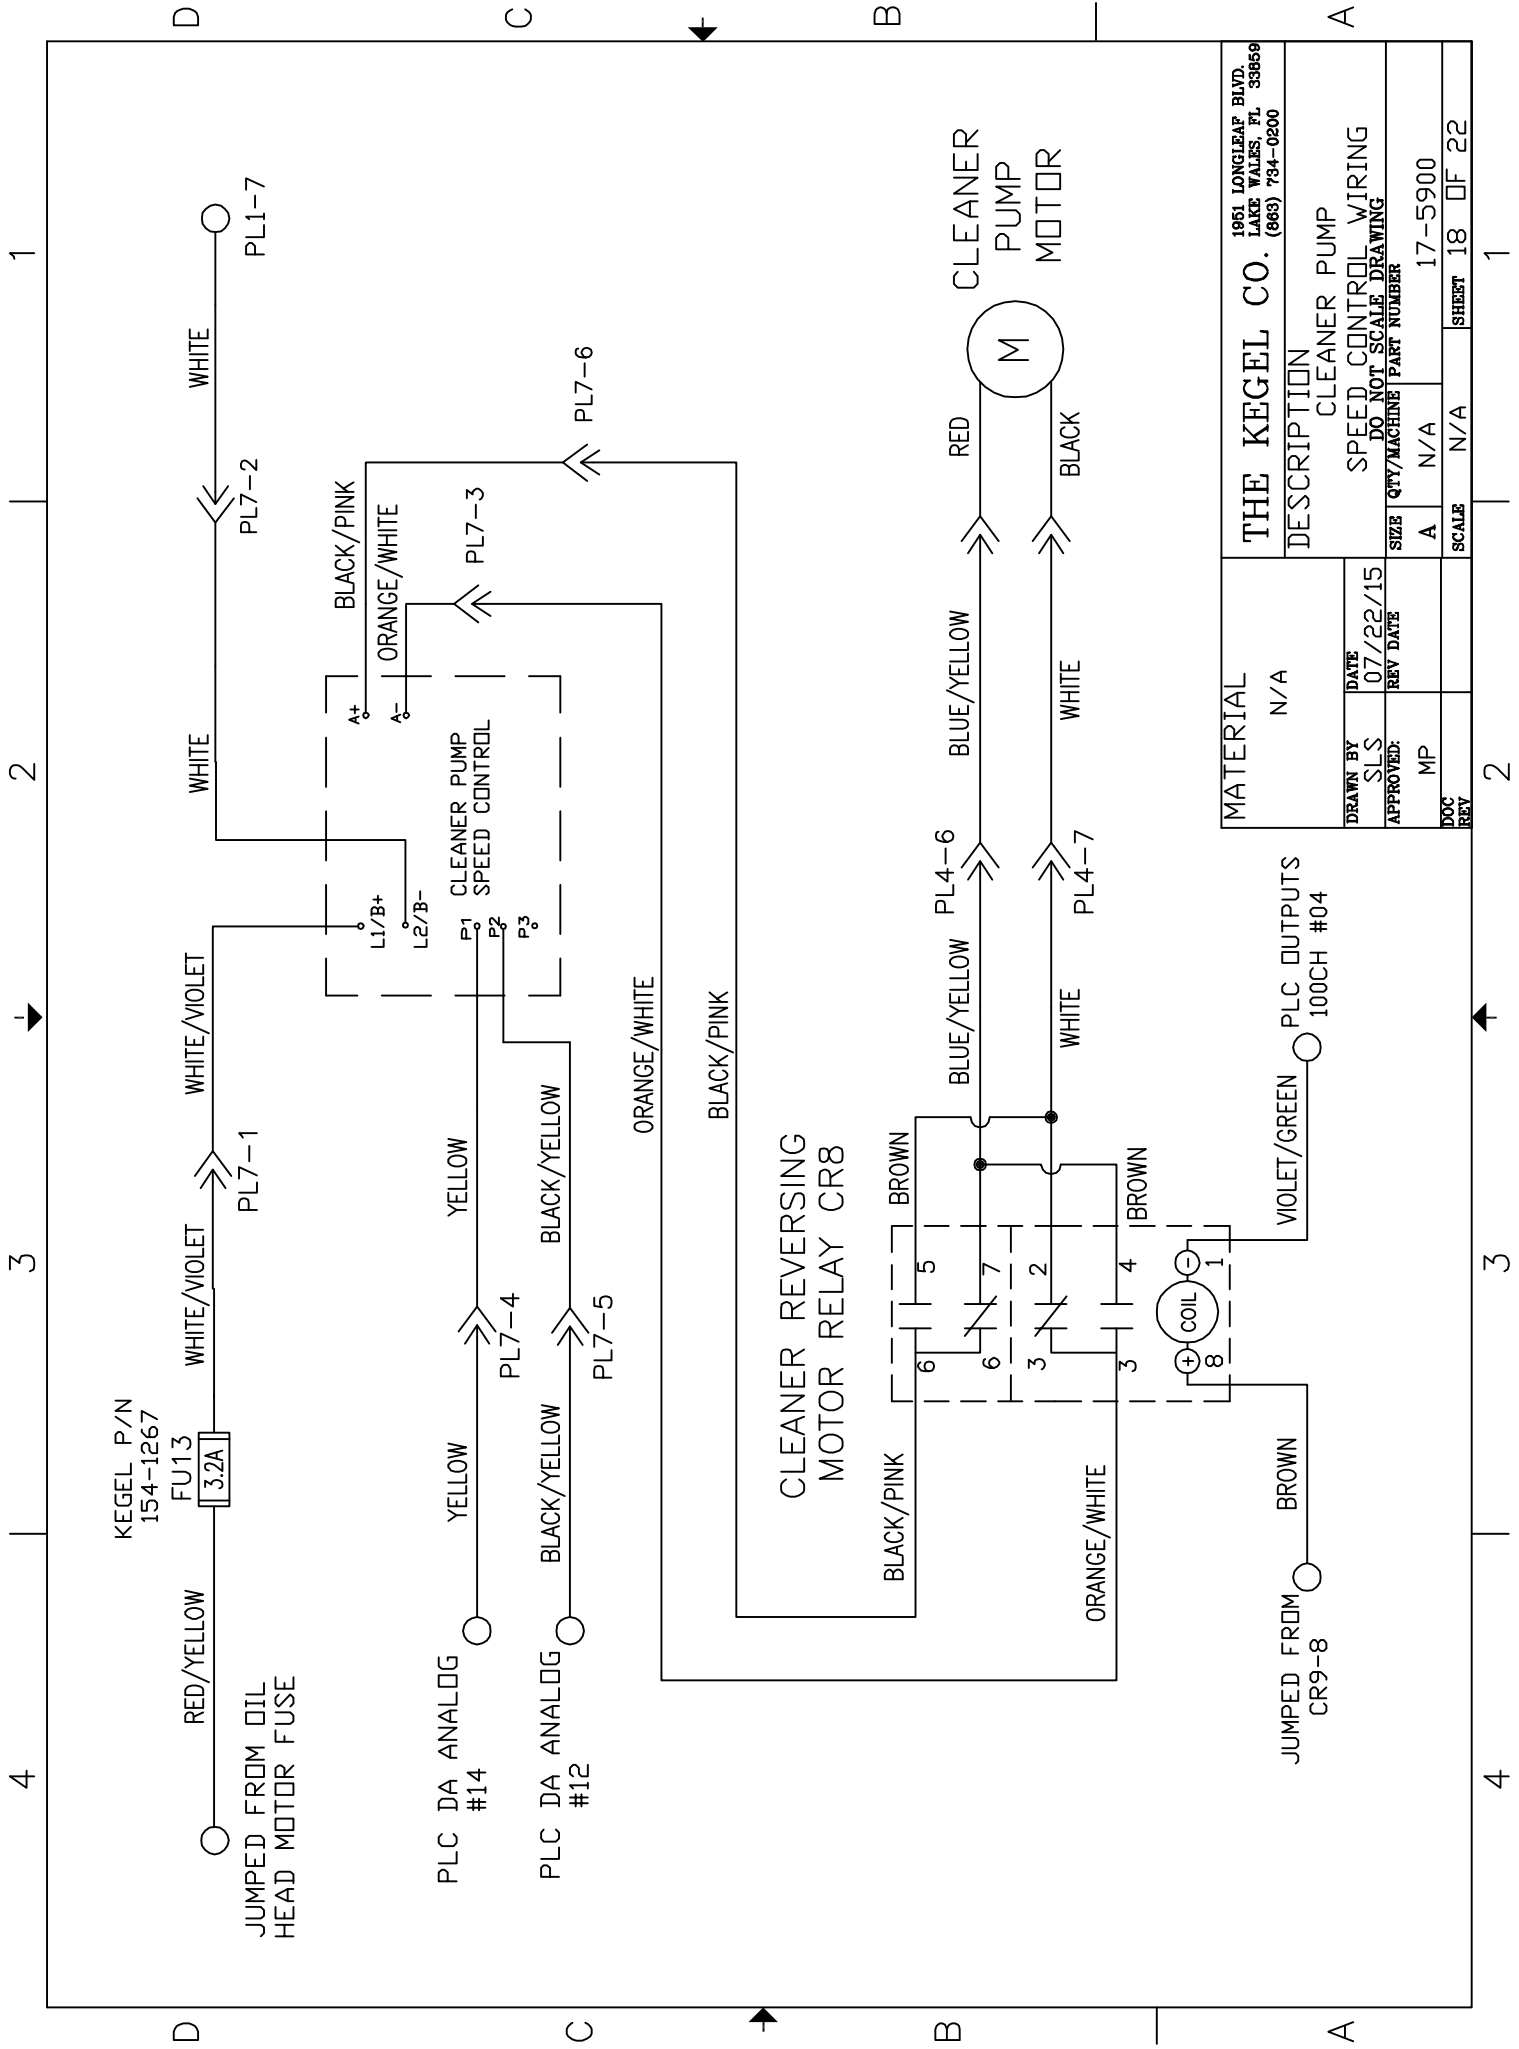 4
3
2
1
D
D
C
C
B
B
A
A
4
3
2
1
KEGEL P/N
154-1267
FU13
3.2A
RED/YELLOW
WHITE/VIOLET
WHITE/VIOLET
WHITE
WHITE
JUMPED FROM OIL
HEAD MOTOR FUSE
PL7-1
PL7-2
PL1-7
L1/B+
L2/B-
A+
A-
BLACK/PINK
ORANGE/WHITE
CLEANER PUMP
SPEED CONTROL
P1
P2
P3
PL7-3
PL7-6
PLC DA ANALOG
#14
YELLOW
YELLOW
PL7-4
PLC DA ANALOG
#12
BLACK/YELLOW
BLACK/YELLOW
PL7-5
ORANGE/WHITE
BLACK/PINK
CLEANER REVERSING
MOTOR RELAY CR8
BLACK/PINK
BROWN
6
5
6
7
3
2
3
4
ORANGE/WHITE
BROWN
BLUE/YELLOW
BLUE/YELLOW
RED
PL4-6
WHITE
WHITE
BLACK
PL4-7
CLEANER
PUMP
MOTOR
M
COIL
+
-
8
1
BROWN
VIOLET/GREEN
JUMPED FROM
CR9-8
PLC OUTPUTS
100CH #04
MATERIAL
N/A
DRAWN BY
SLS
DATE
07/22/15
APPROVED:
MP
REV DATE
DOC
REV
THE KEGEL CO.
1951 LONGLEAF BLVD.
LAKE WALES, FL 33859
(863) 734-0200
DESCRIPTION
CLEANER PUMP
SPEED CONTROL WIRING
DO NOT SCALE DRAWING
SIZE
A
QTY/MACHINE
N/A
PART NUMBER
17-5900
SCALE
N/A
SHEET 18 OF 22